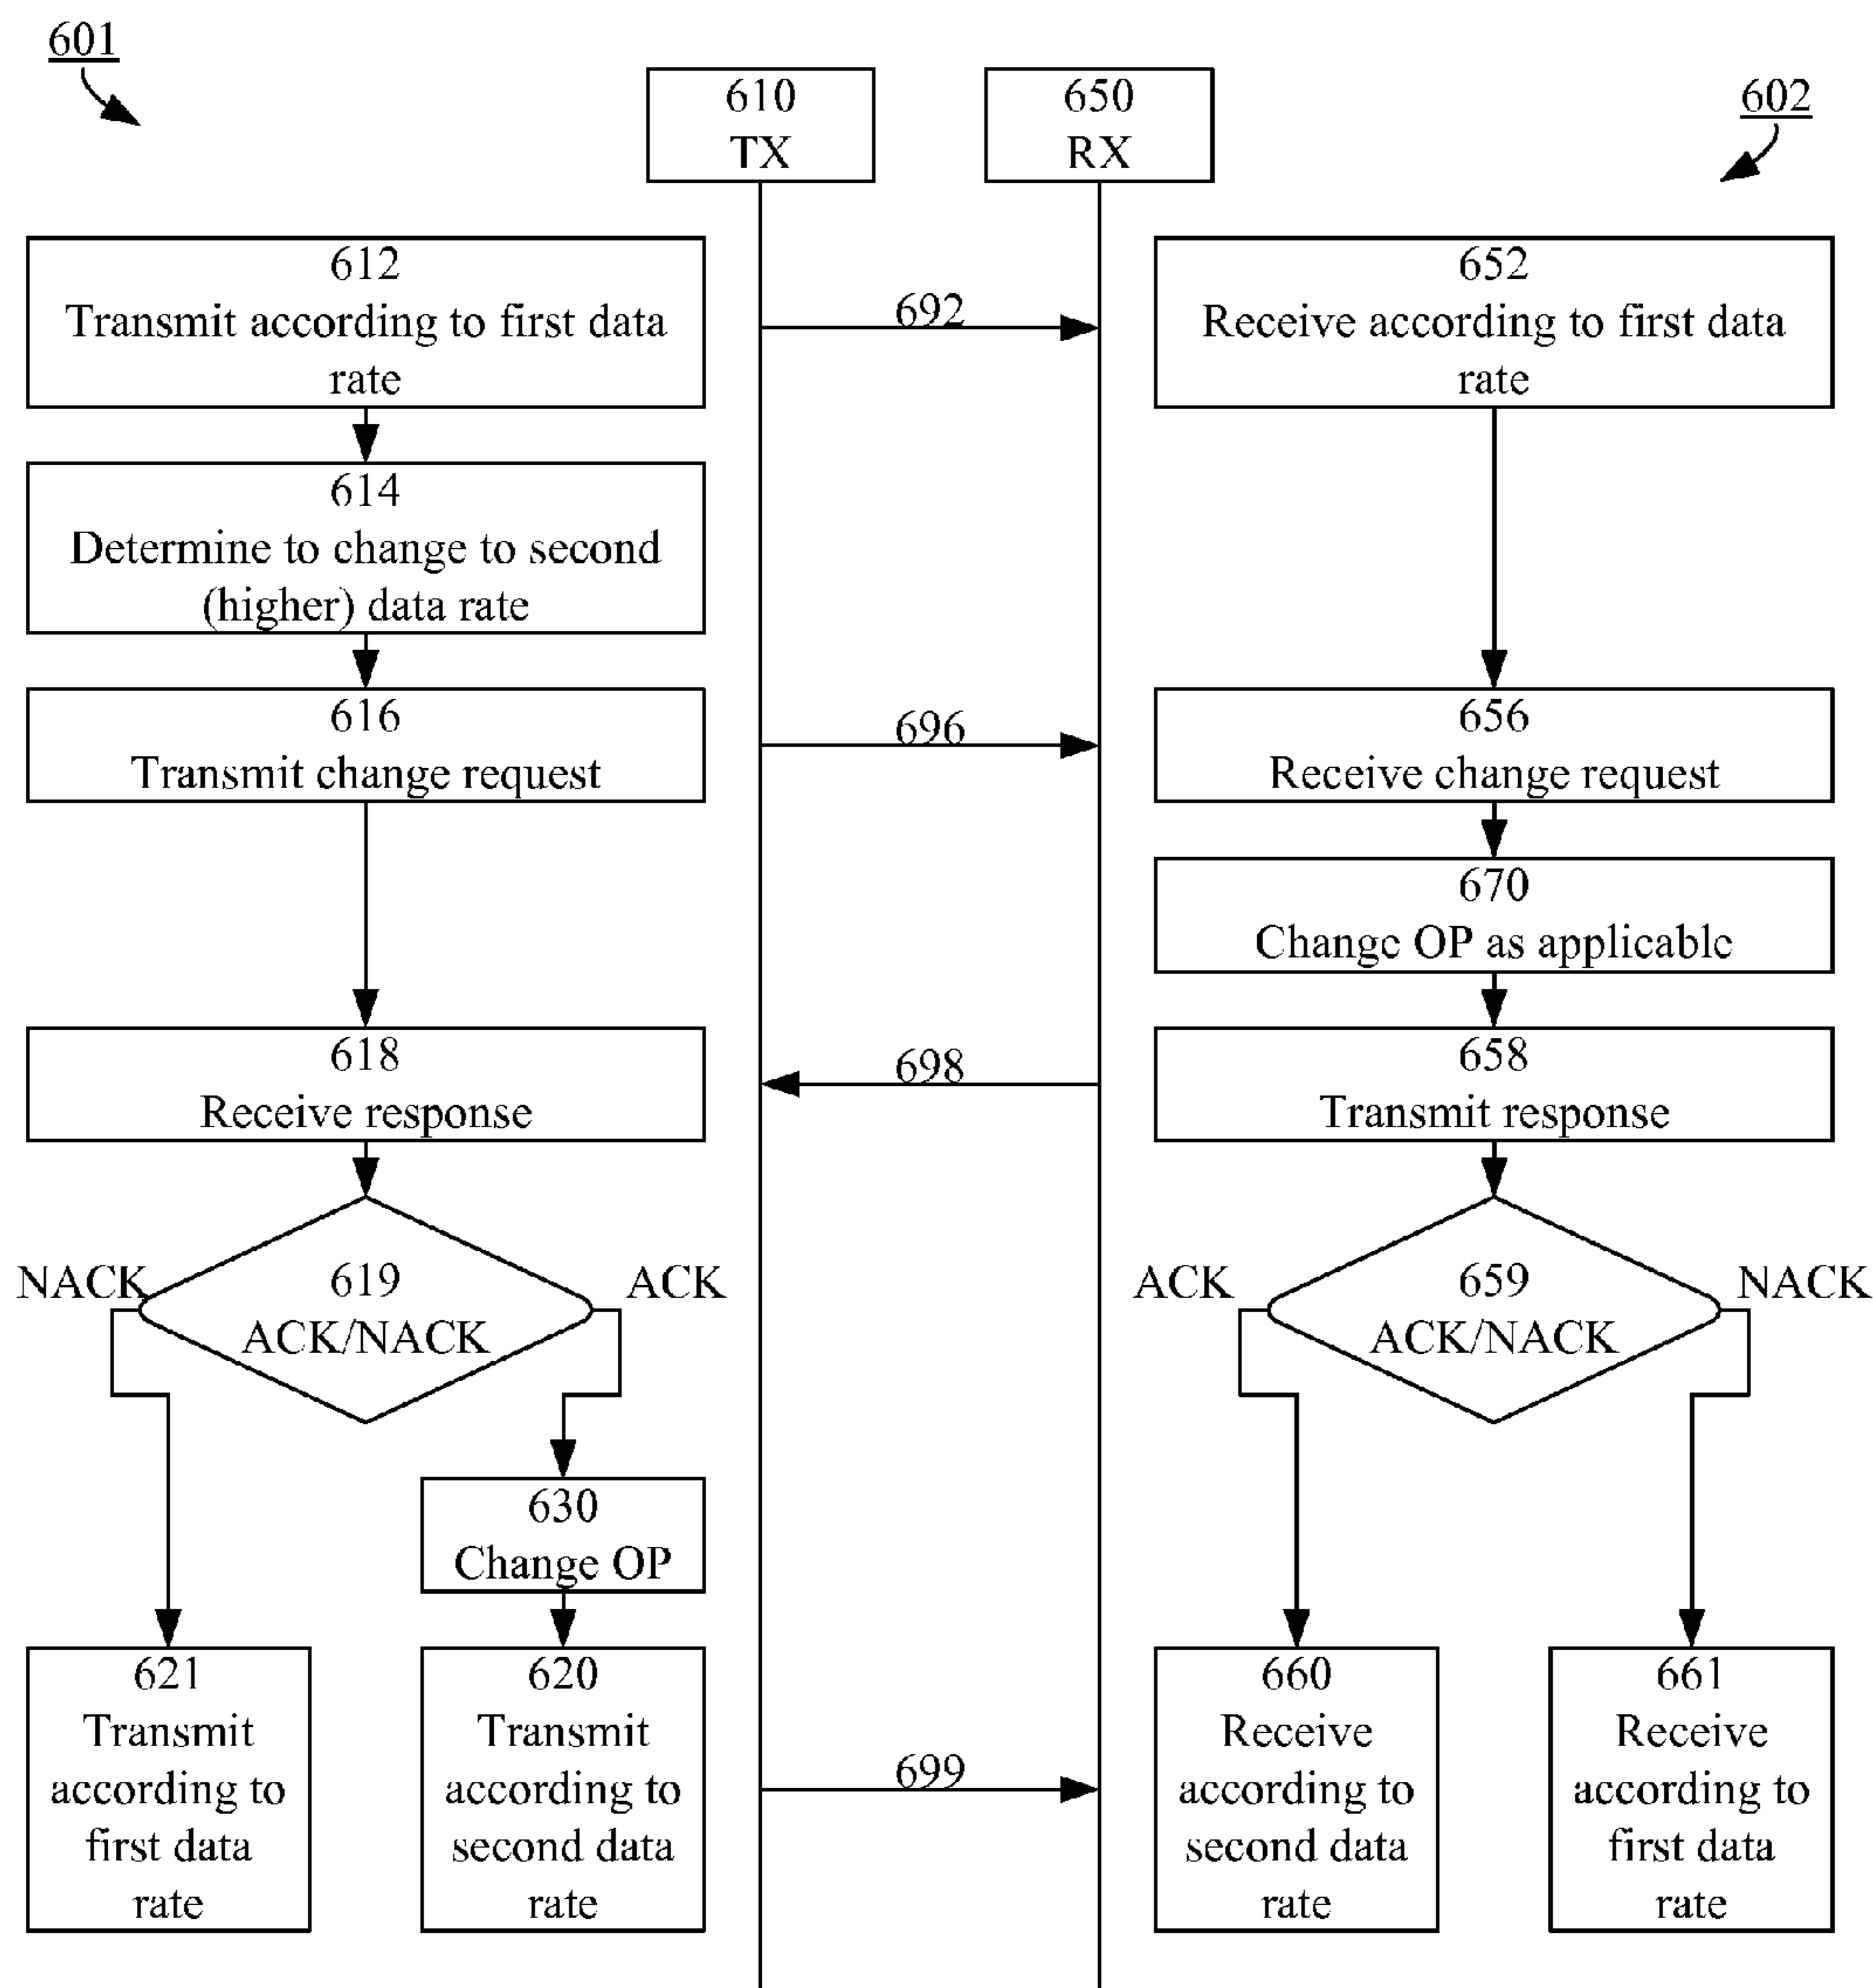 601
610
TX
650
RX
602
612
Transmit according to first data
rate
692
652
Receive according to first data
rate
614
Determine to change to second
(higher) data rate
616
Transmit change request
696
656
Receive change request
670
Change OP as applicable
618
Receive response
698
658
Transmit response
NACK
619
ACK/NACK
ACK
ACK
659
ACK/NACK
NACK
630
Change OP
621
Transmit
according to
first data
rate
620
Transmit
according to
second data
rate
699
660
Receive
according to
second data
rate
661
Receive
according to
first data
rate